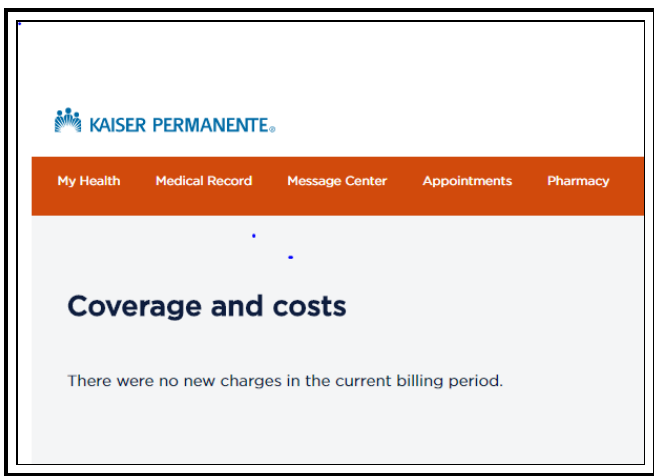 KAISER PERMANENTE®
My Health Medical Record Message Center Appointments Pharmacy
Coverage and costs
There were no new charges in the current billing period.